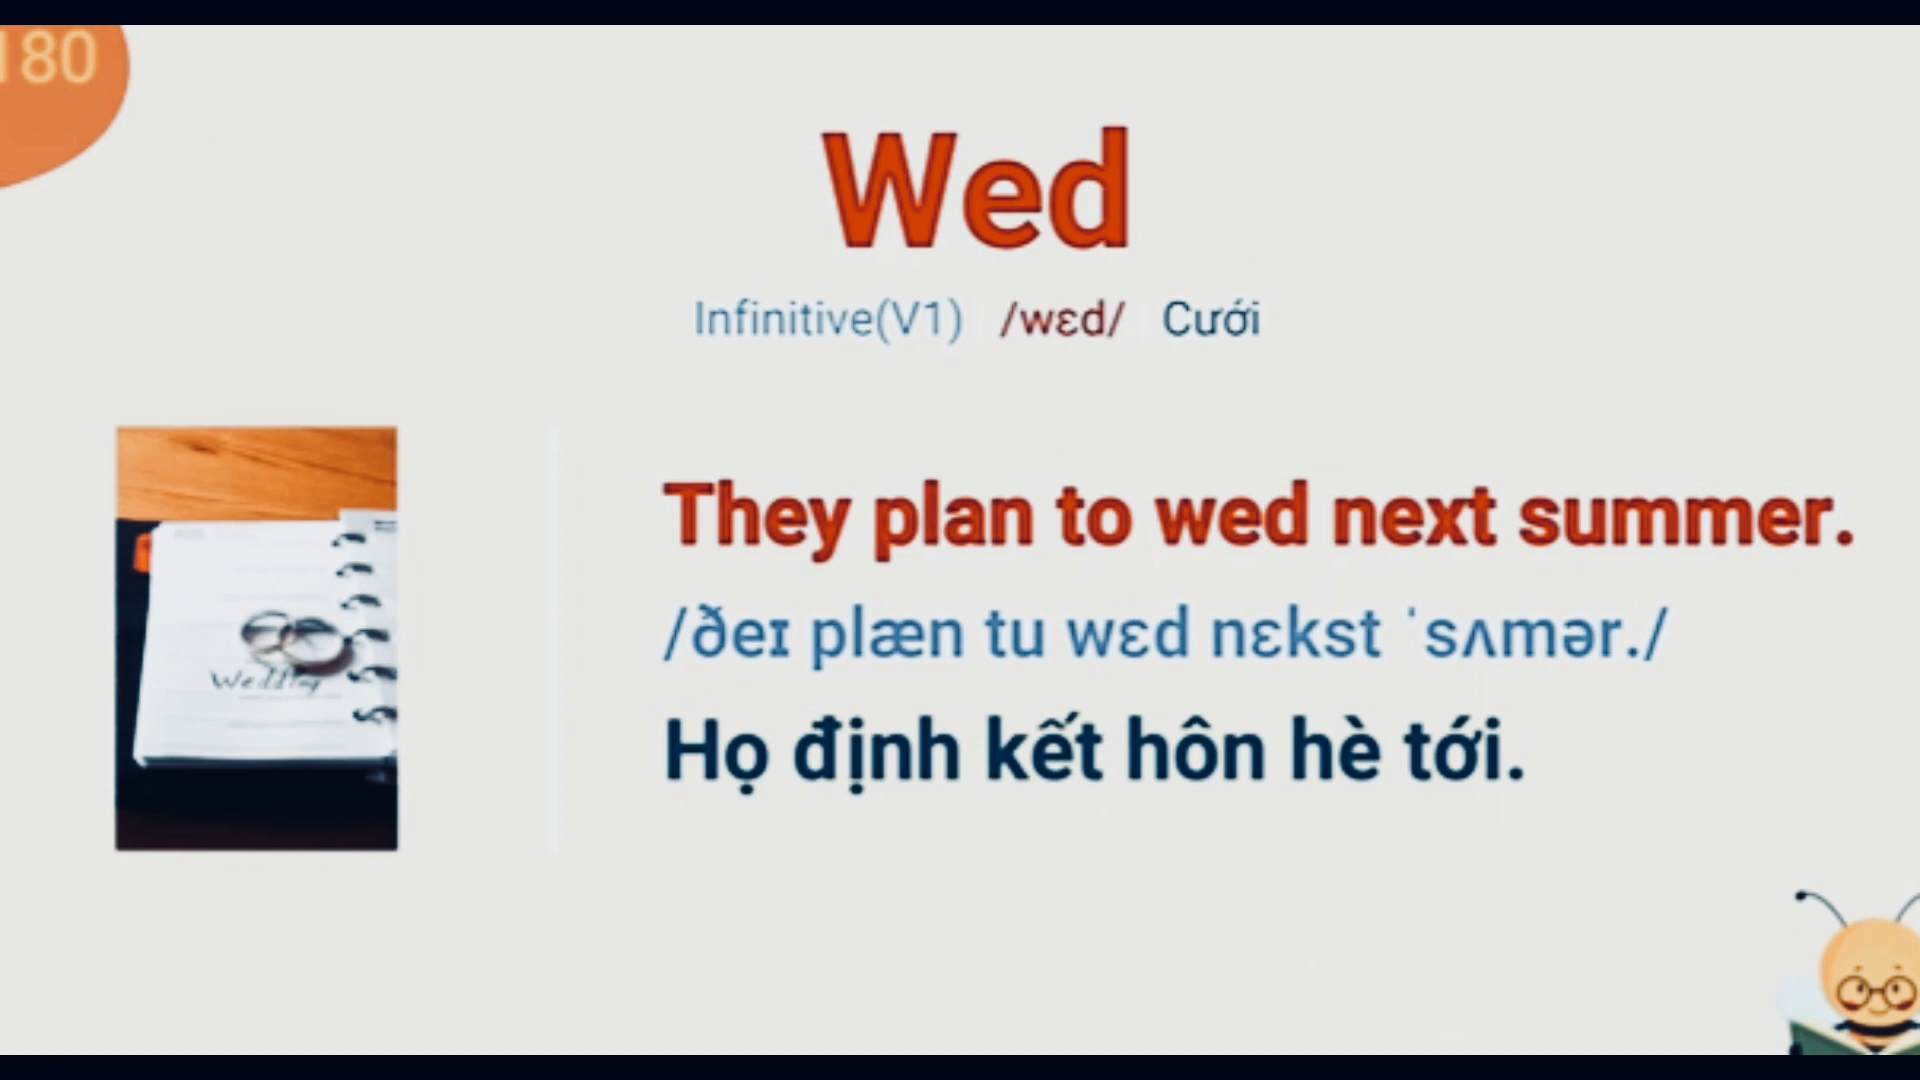 180
Wed
Infinitive(V1) /wɛd/ Cưới
They plan to wed next summer.
/ðeɪ plæn tu wɛd nɛkst ˈsʌmər./
Họ định kết hôn hè tới.
Wedding